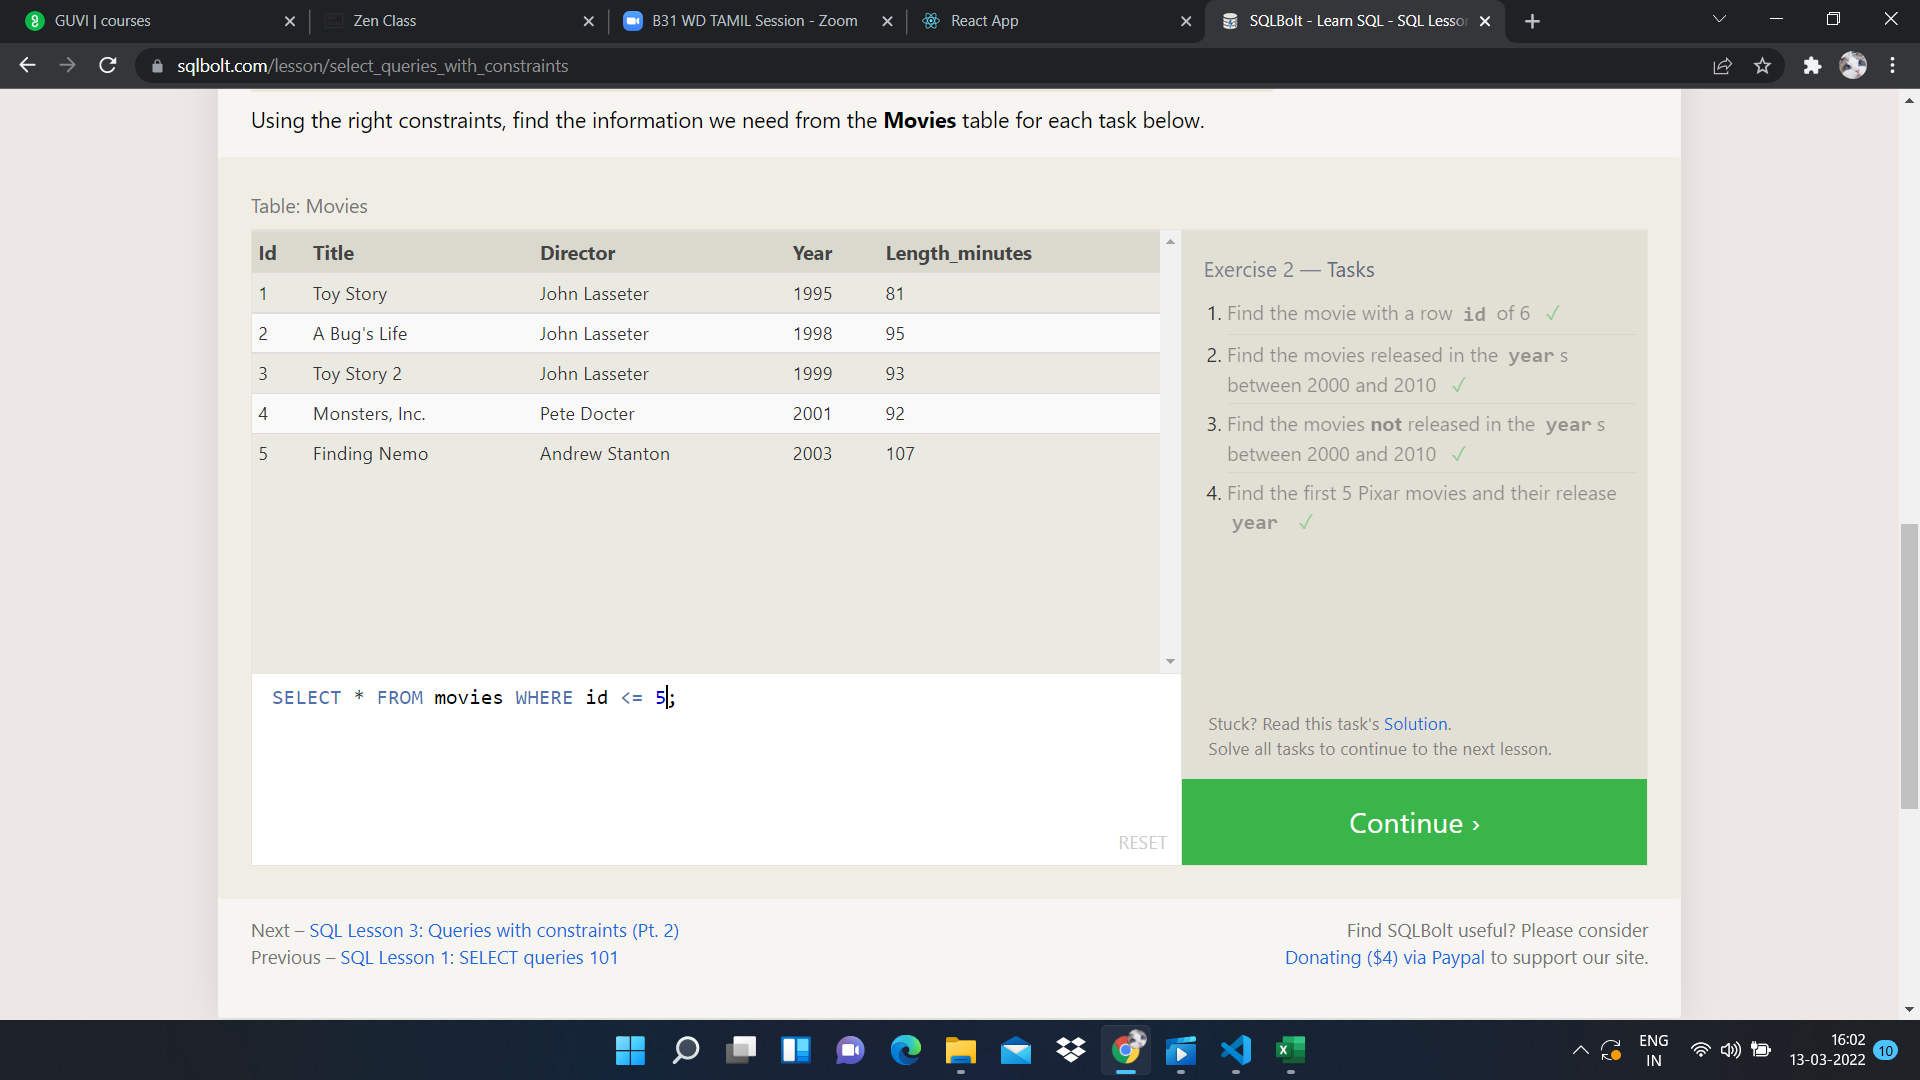 GUVI | courses
Zen Class
B31 WD TAMIL Session - Zoom
React App
SQLBolt - Learn SQL - SQL Lesson
sqlbolt.com/lesson/select_queries_with_constraints
Using the right constraints, find the information we need from the Movies table for each task below.
Table: Movies
Id Title Director Year Length_minutes
1 Toy Story John Lasseter 1995 81
2 A Bug's Life John Lasseter 1998 95
3 Toy Story 2 John Lasseter 1999 93
4 Monsters, Inc. Pete Docter 2001 92
5 Finding Nemo Andrew Stanton 2003 107
SELECT * FROM movies WHERE id <= 5;
RESET
Exercise 2 — Tasks
1. Find the movie with a row id of 6 ✓
2. Find the movies released in the year s
between 2000 and 2010 ✓
3. Find the movies not released in the year s
between 2000 and 2010 ✓
4. Find the first 5 Pixar movies and their release
year ✓
Stuck? Read this task's Solution.
Solve all tasks to continue to the next lesson.
Continue ›
Next – SQL Lesson 3: Queries with constraints (Pt. 2)
Previous – SQL Lesson 1: SELECT queries 101
Find SQLBolt useful? Please consider
Donating ($4) via Paypal to support our site.
ENG
IN
16:02
13-03-2022
10